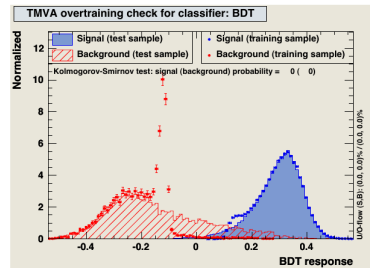 TMVA overtraining check for classifier: BDT
Normalized
Signal (test sample)
Background (test sample)
Signal (training sample)
Background (training sample)
Kolmogorov-Smirnov test: signal (background) probability = 0 ( 0)
12
10
8
6
4
2
0
-0.4
-0.2
0
0.2
0.4
BDT response
U/O-flow (S,B): (0.0, 0.0)% / (0.0, 0.0)%